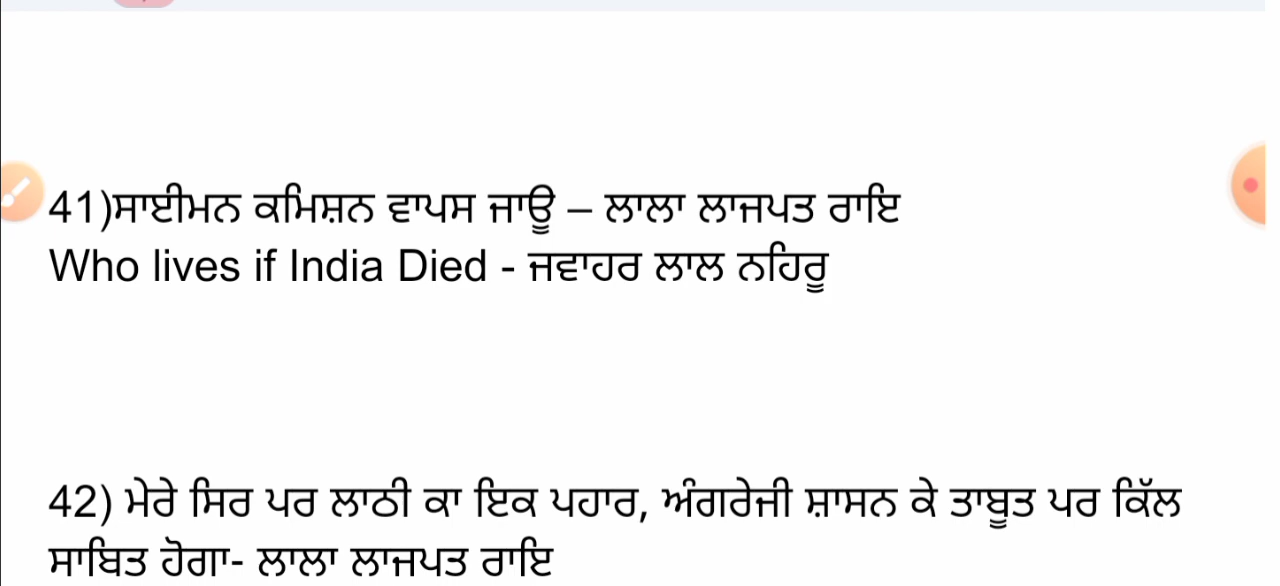 41)ਸਾਈਮਨ ਕਮਿਸ਼ਨ ਵਾਪਸ ਜਾਊ – ਲਾਲਾ ਲਾਜਪਤ ਰਾਇ
Who lives if India Died - ਜਵਾਹਰ ਲਾਲ ਨਹਿਰੂ
42) ਮੇਰੇ ਸਿਰ ਪਰ ਲਾਠੀ ਕਾ ਇਕ ਪਹਾਰ, ਅੰਗਰੇਜੀ ਸ਼ਾਸਨ ਕੇ ਤਾਬੂਤ ਪਰ ਕਿੱਲ
ਸਾਬਿਤ ਹੋਗਾ- ਲਾਲਾ ਲਾਜਪਤ ਰਾਇ